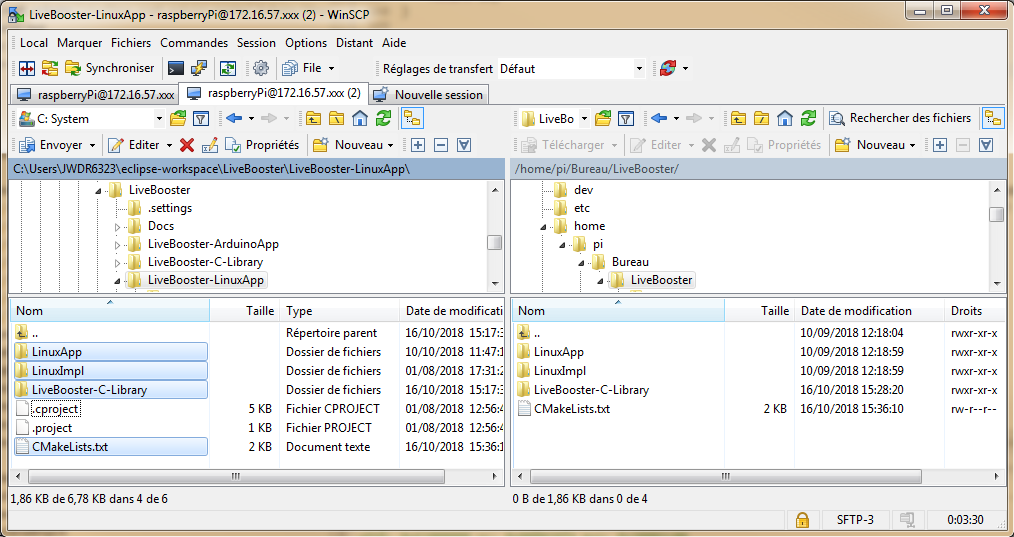 LiveBooster-LinuxApp - raspberryPi@172.16.57.xxx (2) - WinSCP
Local Marquer Fichiers Commandes Session Options Distant Aide
Synchroniser File Réglages de transfert Défaut
raspberryPi@172.16.57.xxx raspberryPi@172.16.57.xxx (2) Nouvelle session
C: System LiveBo Rechercher des fichiers
Envoyer Editer Propriétés Nouveau Télécharger Editer Propriétés Nouveau
C:\Users\JWDR6323\eclipse-workspace\LiveBooster\LiveBooster-LinuxApp\ /home/pi/Bureau/LiveBooster/
LiveBooster dev
.settings etc
Docs home
LiveBooster-ArduinoApp pi
LiveBooster-C-Library Bureau
LiveBooster-LinuxApp LiveBooster
Nom Taille Type Date de modificati Nom Taille Date de modification Droits
.. Répertoire parent 16/10/2018 15:17:3 .. 10/09/2018 12:18:04 rwxr-xr-x
LinuxApp Dossier de fichiers 10/10/2018 11:47:1 LinuxApp 10/09/2018 12:18:59 rwxr-xr-x
LinuxImpl Dossier de fichiers 01/08/2018 17:31:2 LinuxImpl 10/09/2018 12:18:59 rwxr-xr-x
LiveBooster-C-Library Dossier de fichiers 16/10/2018 15:17:3 LiveBooster-C-Library 16/10/2018 15:28:20 rwxr-xr-x
.cproject 5 KB Fichier CPROJECT 01/08/2018 12:56:4 CMakeLists.txt 2 KB 16/10/2018 15:36:10 rw-r--r--
.project 1 KB Fichier PROJECT 01/08/2018 12:56:4
CMakeLists.txt 2 KB Document texte 16/10/2018 15:36:1
1,86 KB de 6,78 KB dans 4 de 6 0 B de 1,86 KB dans 0 de 4
SFTP-3 0:03:30